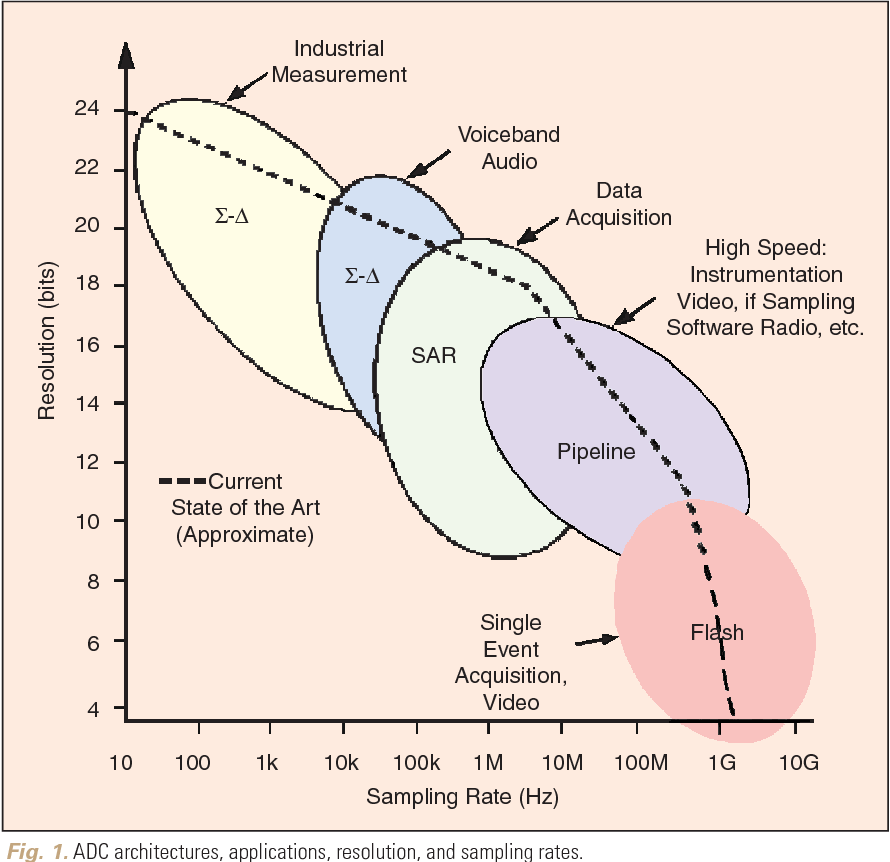 Industrial
Measurement
Voiceband
Audio
Data
Acquisition
High Speed:
Instrumentation
Video, if Sampling
Software Radio, etc.
24
22
20
18
16
14
12
10
8
6
4
Resolution (bits)
Σ-Δ
Σ-Δ
SAR
Pipeline
Flash
Current
State of the Art
(Approximate)
Single
Event
Acquisition,
Video
10 100 1k 10k 100k 1M 10M 100M 1G 10G
Sampling Rate (Hz)
Fig. 1. ADC architectures, applications, resolution, and sampling rates.